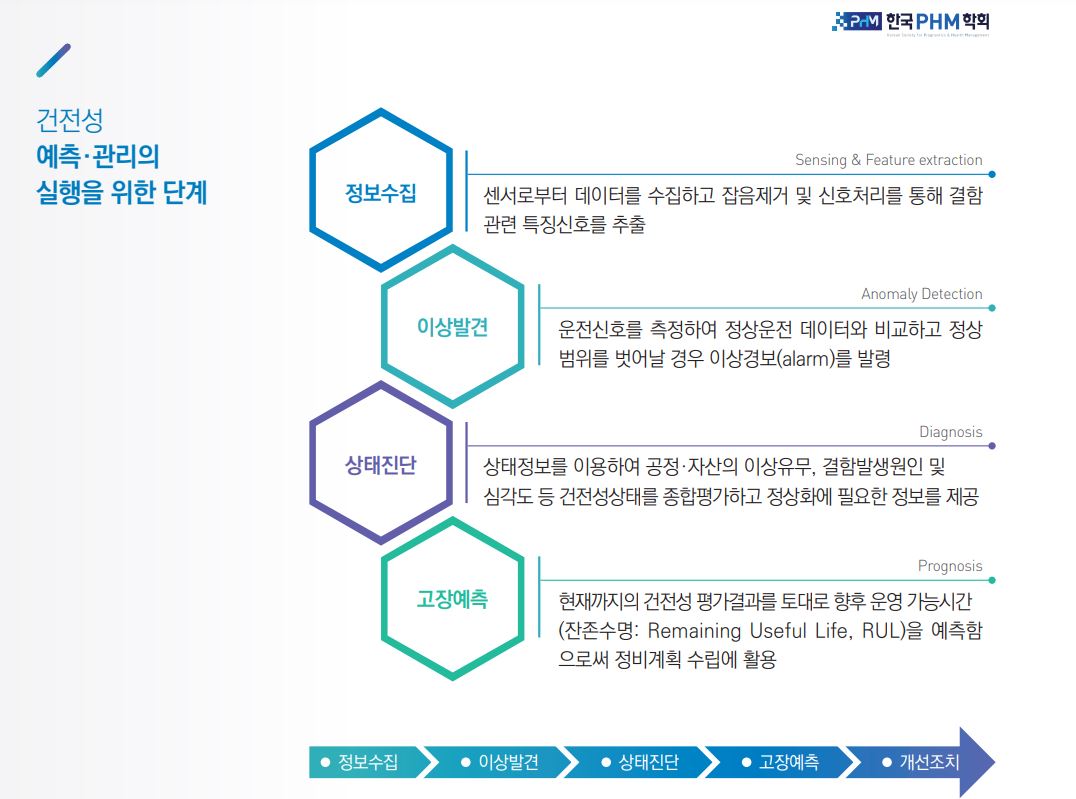 PHM 한국PHM학회
Korean Society for Prognostics & Health Management
건전성
예측·관리의
실행을 위한 단계
정보수집
Sensing & Feature extraction
센서로부터 데이터를 수집하고 잡음제거 및 신호처리를 통해 결함
관련 특징신호를 추출
이상발견
Anomaly Detection
운전신호를 측정하여 정상운전 데이터와 비교하고 정상
범위를 벗어날 경우 이상경보(alarm)를 발령
상태진단
Diagnosis
상태정보를 이용하여 공정·자산의 이상유무, 결함발생원인 및
심각도 등 건전성상태를 종합평가하고 정상화에 필요한 정보를 제공
고장예측
Prognosis
현재까지의 건전성 평가결과를 토대로 향후 운영 가능시간
(잔존수명: Remaining Useful Life, RUL)을 예측함
으로써 정비계획 수립에 활용
정보수집 이상발견 상태진단 고장예측 개선조치